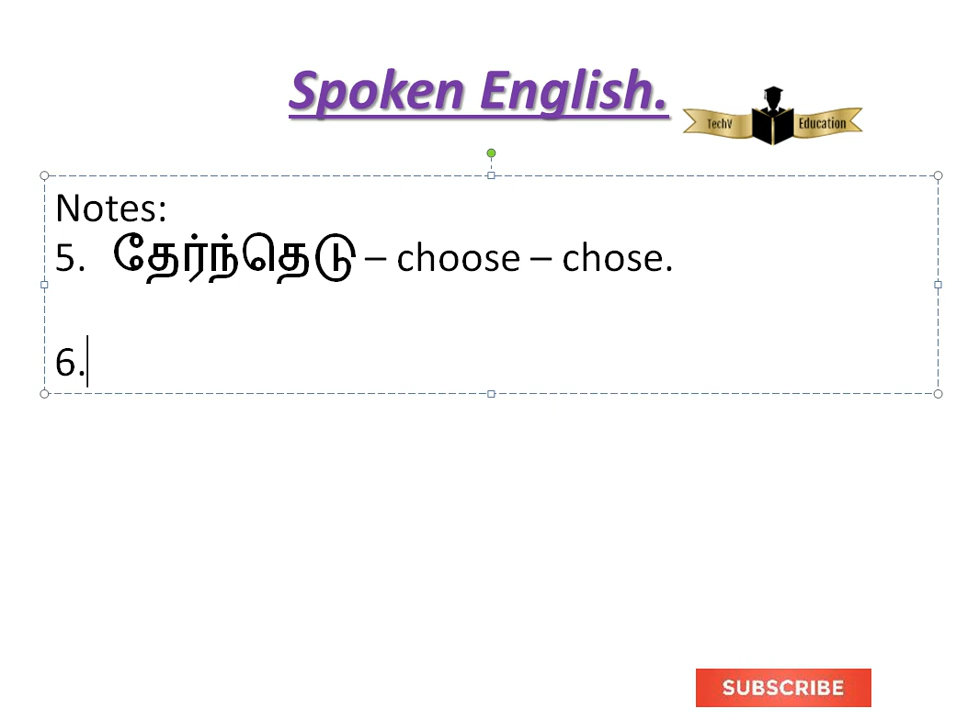 Spoken English.
TechV Education
Notes:
5. தேர்ந்தெடு – choose – chose.
6.
SUBSCRIBE